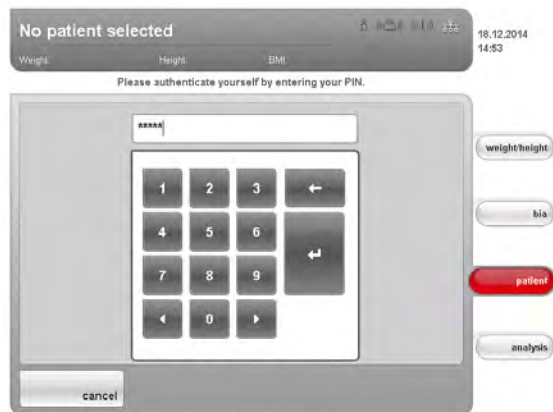 No patient selected
18.12.2014
14:53
Weight: Height: BMI:
Please authenticate yourself by entering your PIN.
*****
1 2 3
4 5 6
7 8 9
0
weight/height
bia
patient
analysis
cancel